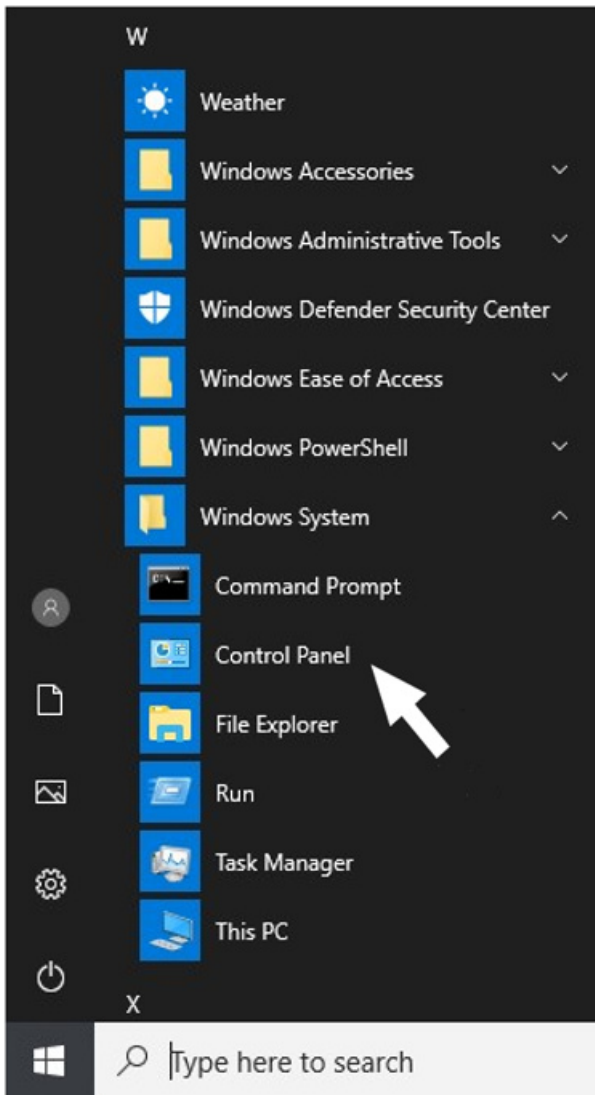 W
Weather
Windows Accessories
Windows Administrative Tools
Windows Defender Security Center
Windows Ease of Access
Windows PowerShell
Windows System
Command Prompt
Control Panel
File Explorer
Run
Task Manager
This PC
X
Type here to search